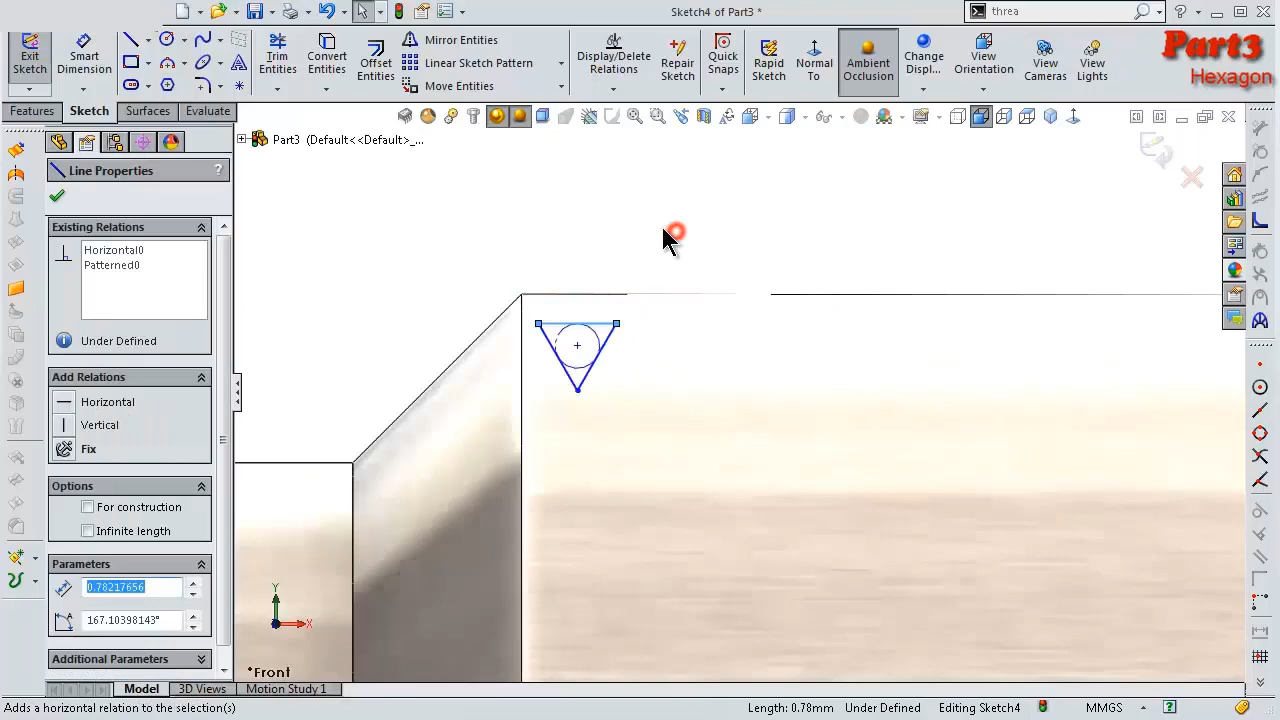 Sketch4 of Part3 *
threa
Part3
Hexagon
Exit Sketch
Smart Dimension
Trim Entities
Convert Entities
Offset Entities
Mirror Entities
Linear Sketch Pattern
Move Entities
Display/Delete Relations
Repair Sketch
Quick Snaps
Rapid Sketch
Normal To
Ambient Occlusion
Change Displ...
View Orientation
View Cameras
View Lights
Features
Sketch
Surfaces
Evaluate
Part3 (Default<<Default>_...
Line Properties
?
Existing Relations
Horizontal0
Patterned0
Under Defined
Add Relations
Horizontal
Vertical
Fix
Options
For construction
Infinite length
Parameters
0.78217656
167.10398143°
Additional Parameters
Y
X
*Front
Model
3D Views
Motion Study 1
Adds a horizontal relation to the selection(s)
Length: 0.78mm
Under Defined
Editing Sketch4
MMGS